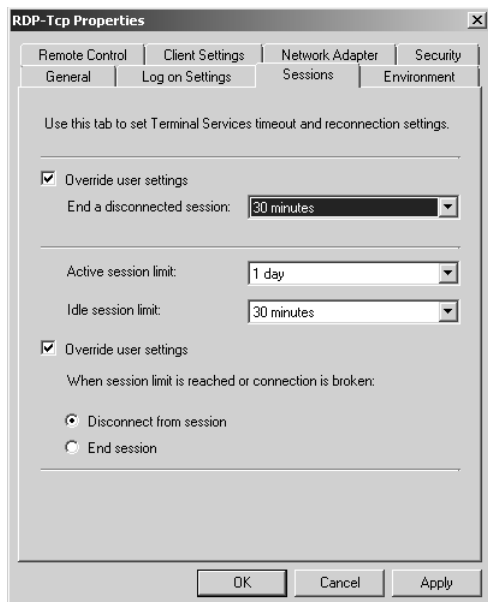 RDP-Tcp Properties
Remote Control Client Settings Network Adapter Security
General Log on Settings Sessions Environment
Use this tab to set Terminal Services timeout and reconnection settings.
Override user settings
End a disconnected session: 30 minutes
Active session limit: 1 day
Idle session limit: 30 minutes
Override user settings
When session limit is reached or connection is broken:
Disconnect from session
End session
OK Cancel Apply